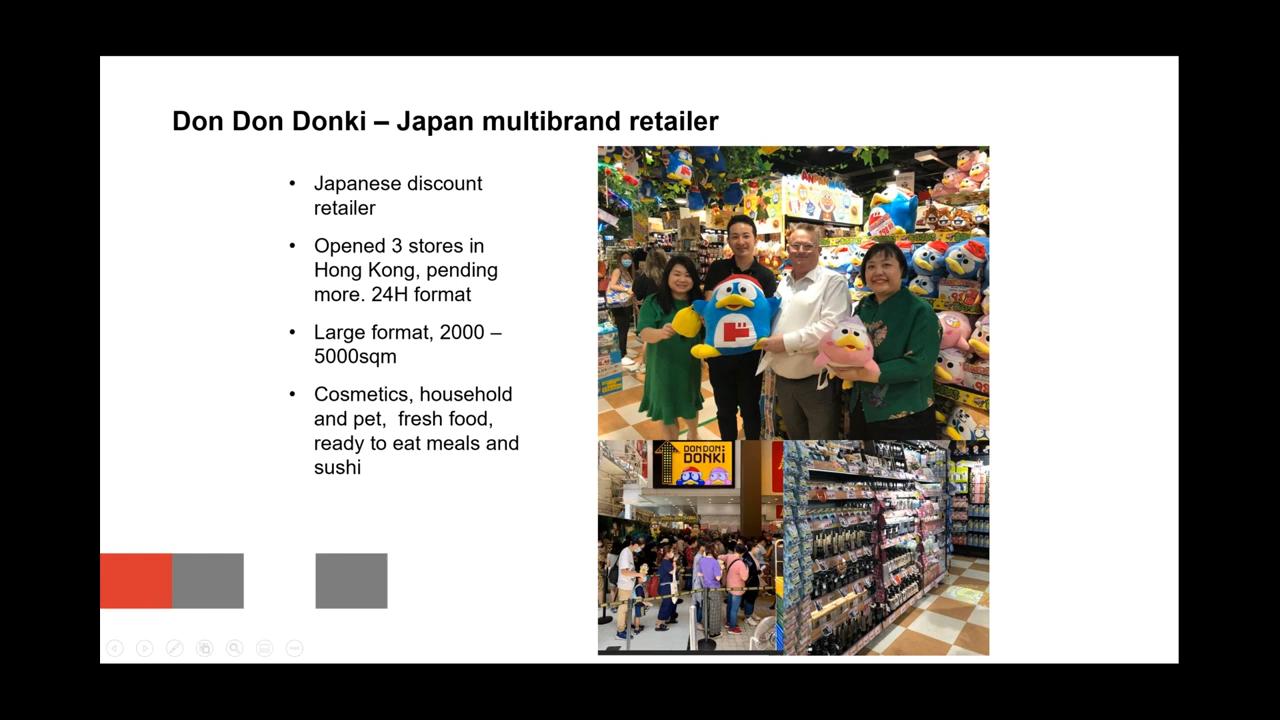 Don Don Donki – Japan multibrand retailer
• Japanese discount
retailer
• Opened 3 stores in
Hong Kong, pending
more. 24H format
• Large format, 2000 –
5000sqm
• Cosmetics, household
and pet,  fresh food,
ready to eat meals and
sushi
DON DON
DONKI